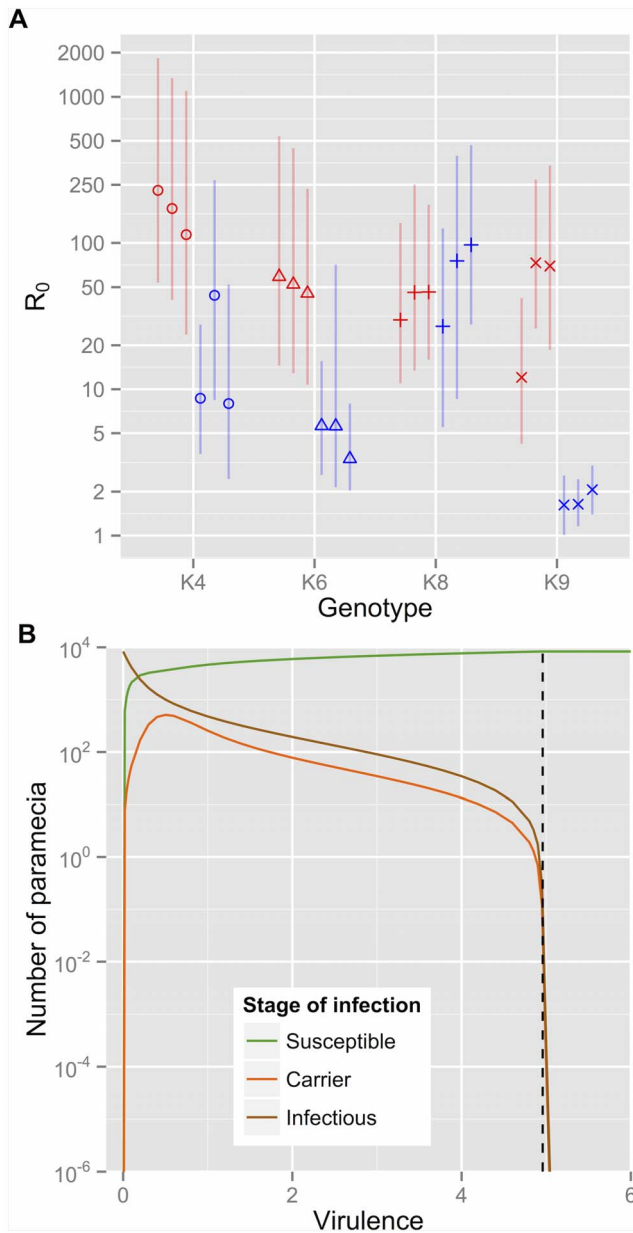 A
2000
1000
500
250
100
50
20
10
5
2
1
R0
K4 K6 K8 K9
Genotype
B
10^4
10^2
10^0
10^-2
10^-4
10^-6
Number of paramecia
Stage of infection
Susceptible
Carrier
Infectious
0 2 4 6
Virulence